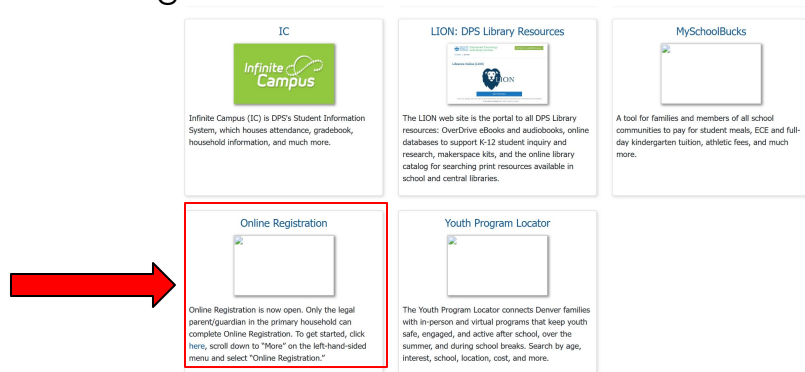 IC
Infinite
Campus
Infinite Campus (IC) is DPS's Student Information
System, which houses attendance, gradebook,
household information, and much more.
LION: DPS Library Resources
LION
The LION web site is the portal to all DPS Library
resources: OverDrive eBooks and audiobooks, online
databases to support K-12 student inquiry and
research, makerspace kits, and the online library
catalog for searching print resources available in
school and central libraries.
MySchoolBucks
A tool for families and members of all school
communities to pay for student meals, ECE and full-
day kindergarten tuition, athletic fees, and much
more.
Online Registration
Online Registration is now open. Only the legal
parent/guardian in the primary household can
complete Online Registration. To get started, click
here, scroll down to “More” on the left-hand-sided
menu and select “Online Registration.”
Youth Program Locator
The Youth Program Locator connects Denver families
with in-person and virtual programs that keep youth
safe, engaged, and active after school, over the
summer, and during school breaks. Search by age,
interest, school, location, cost, and more.